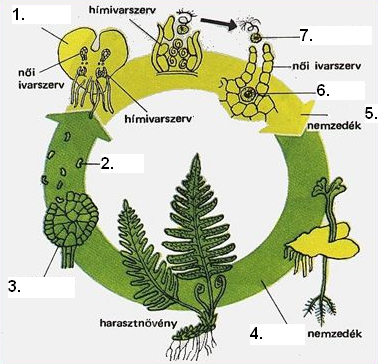 1.
hímivarszerv
7.
női
ivarszerv
hímivarszerv
női
ivarszerv
6.
5.
nemzedék
2.
3.
harasztnövény
4.
nemzedék